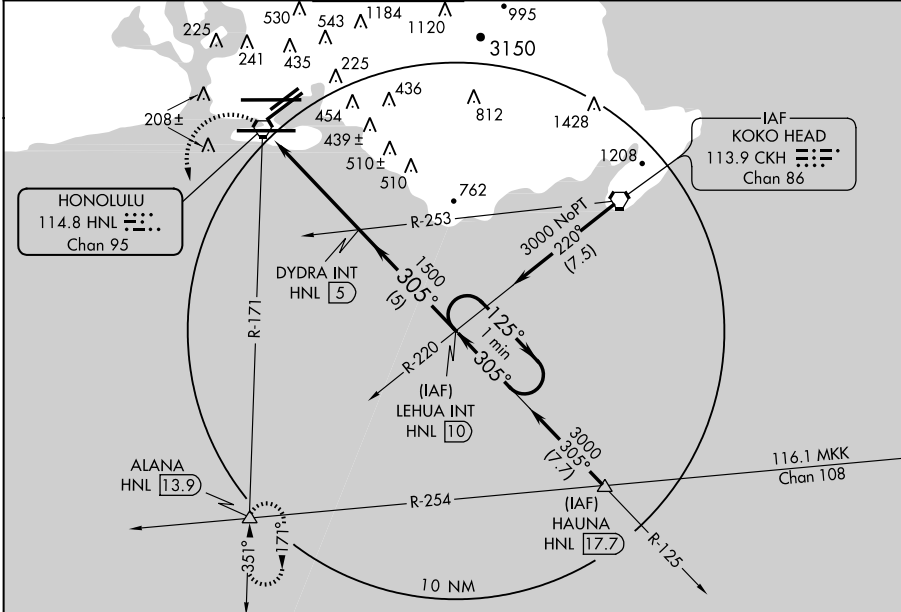 530
543
1184
1120
995
225
241
435
3150
225
454
436
812
1428
208±
439±
510±
510
1208
762
IAF
KOKO HEAD
113.9 CKH
Chan 86
HONOLULU
114.8 HNL
Chan 95
R-253
3000 NoPT
220°
(7.5)
DYDRA INT
HNL 5
1500
305°
(5)
R-171
125°
1 min
305°
R-220
(IAF)
LEHUA INT
HNL 10
3000
305°
(7.7)
116.1 MKK
Chan 108
ALANA
HNL 13.9
R-254
(IAF)
HAUNA
HNL 17.7
R-125
351°
171°
10 NM